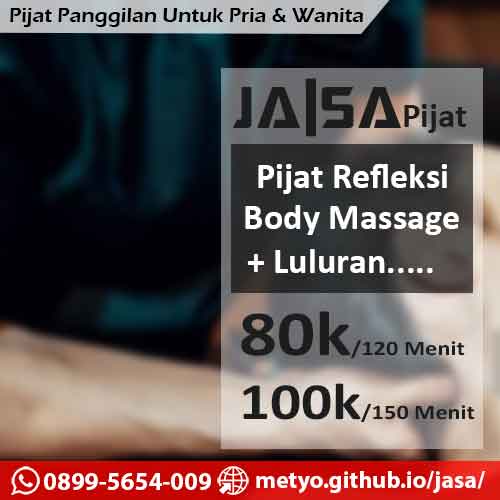 Pijat Panggilan Untuk Pria & Wanita
JA|SA Pijat
Pijat Refleksi
Body Massage
+ Luluran.....
80k/120 Menit
100k/150 Menit
0899-5654-009 metyo.github.io/jasa/